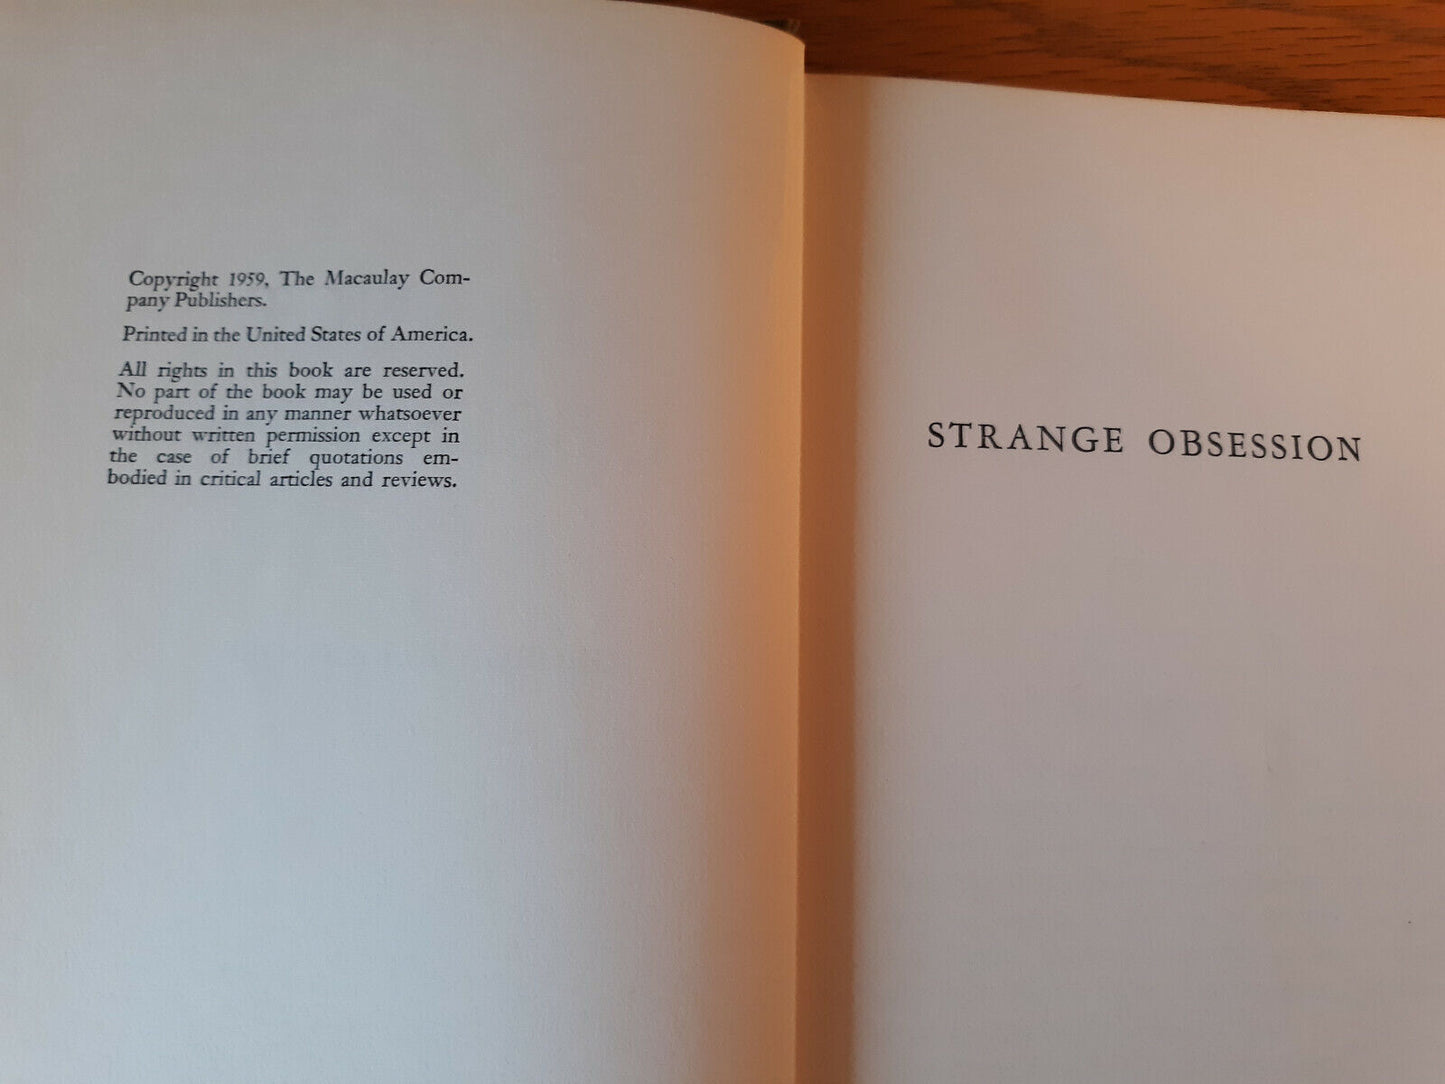 Copyright 1959, The Macaulay Com-
pany Publishers.
Printed in the United States of America.
All rights in this book are reserved.
No part of the book may be used or
reproduced in any manner whatsoever
without written permission except in
the case of brief quotations em-
bodied in critical articles and reviews.
STRANGE OBSESSION